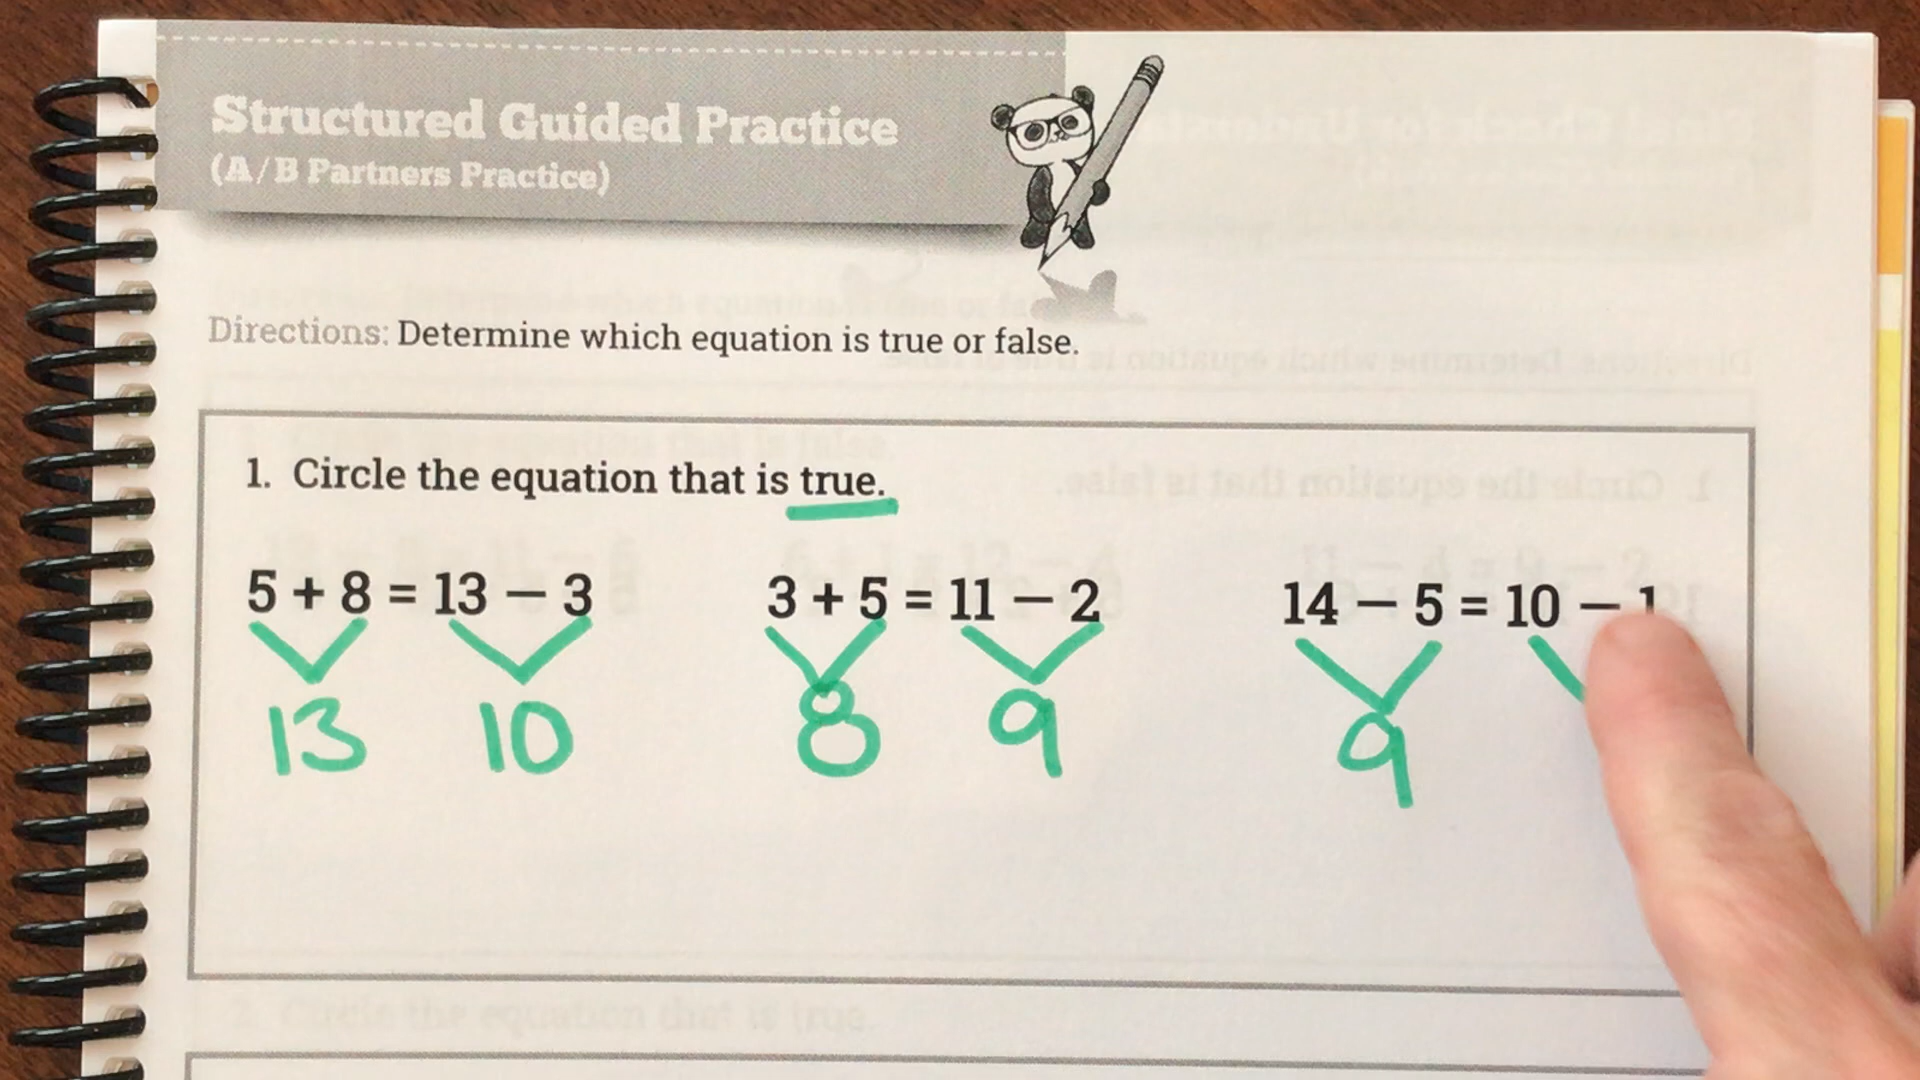 Structured Guided Practice
(A/B Partners Practice)
Directions: Determine which equation is true or false.
1. Circle the equation that is true.
5 + 8 = 13 − 3 3 + 5 = 11 − 2 14 − 5 = 10 − 1
13 10 8 9 9